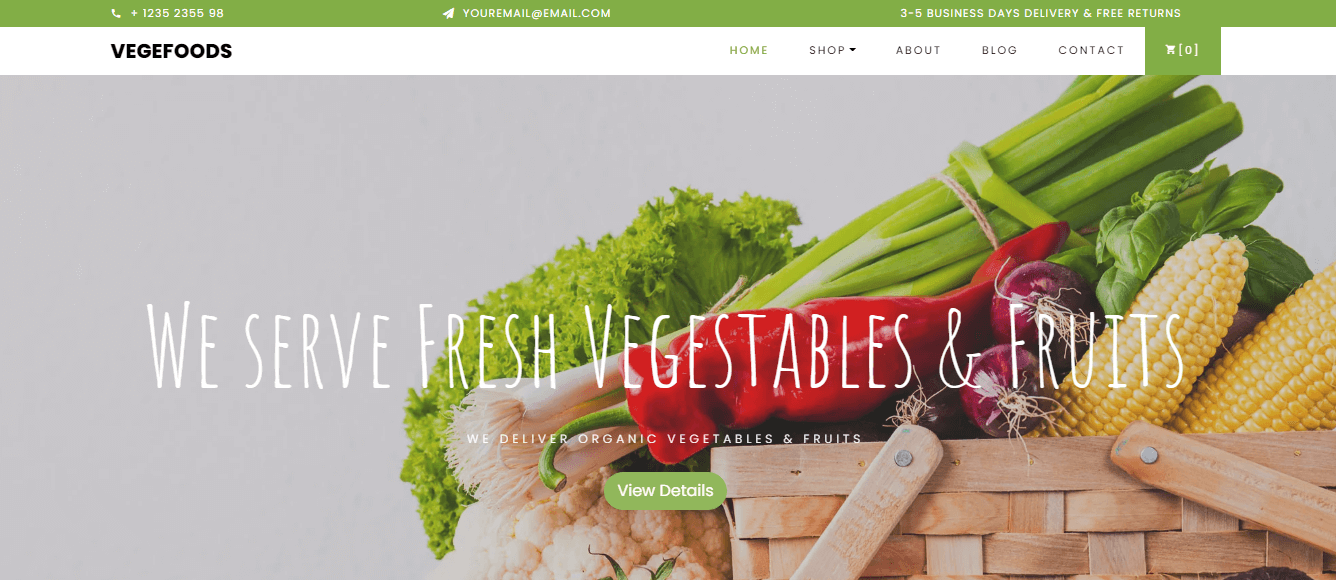 + 1235 2355 98
YOUREMAIL@EMAIL.COM
3-5 BUSINESS DAYS DELIVERY & FREE RETURNS
VEGEFOODS
HOME
SHOP
ABOUT
BLOG
CONTACT
[0]
WE SERVE FRESH VEGESTABLES & FRUITS
WE DELIVER ORGANIC VEGETABLES & FRUITS
View Details